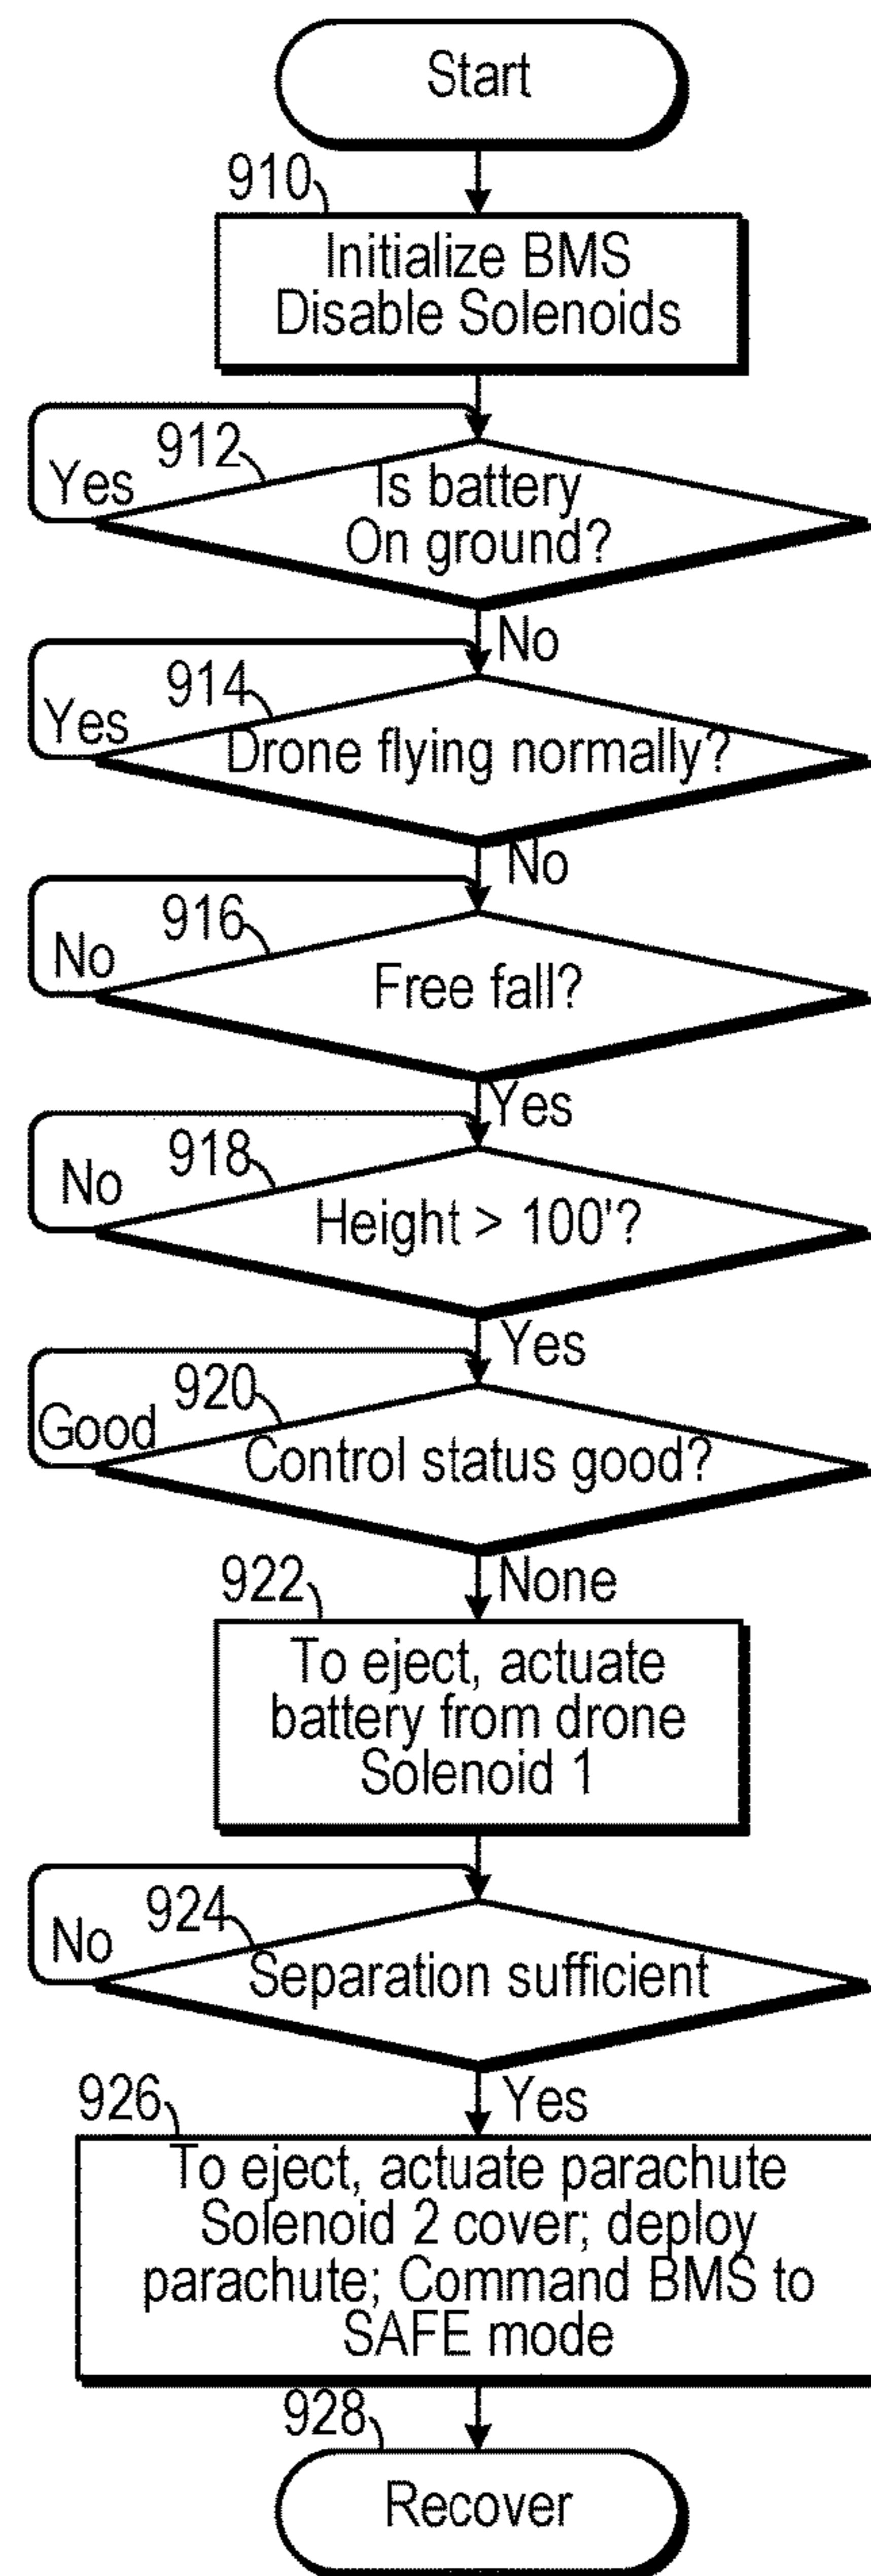 Start
910
Initialize BMS
Disable Solenoids
912
Yes
Is battery
On ground?
No
914
Yes
Drone flying normally?
No
916
No
Free fall?
Yes
918
No
Height > 100'?
Yes
920
Good
Control status good?
None
922
To eject, actuate
battery from drone
Solenoid 1
924
No
Separation sufficient
Yes
926
To eject, actuate parachute
Solenoid 2 cover; deploy
parachute; Command BMS to
SAFE mode
928
Recover